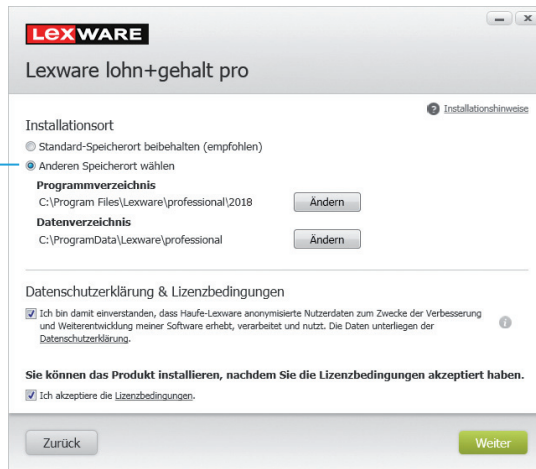 LEXWARE
Lexware lohn+gehalt pro
Installationshinweise
Installationsort
Standard-Speicherort beibehalten (empfohlen)
Anderen Speicherort wählen
Programmverzeichnis
C:\Program Files\Lexware\professional\2018
Ändern
Datenverzeichnis
C:\ProgramData\Lexware\professional
Ändern
Datenschutzerklärung & Lizenzbedingungen
Ich bin damit einverstanden, dass Haufe-Lexware anonymisierte Nutzerdaten zum Zwecke der Verbesserung
und Weiterentwicklung meiner Software erhebt, verarbeitet und nutzt. Die Daten unterliegen der
Datenschutzerklärung.
Sie können das Produkt installieren, nachdem Sie die Lizenzbedingungen akzeptiert haben.
Ich akzeptiere die Lizenzbedingungen.
Zurück
Weiter